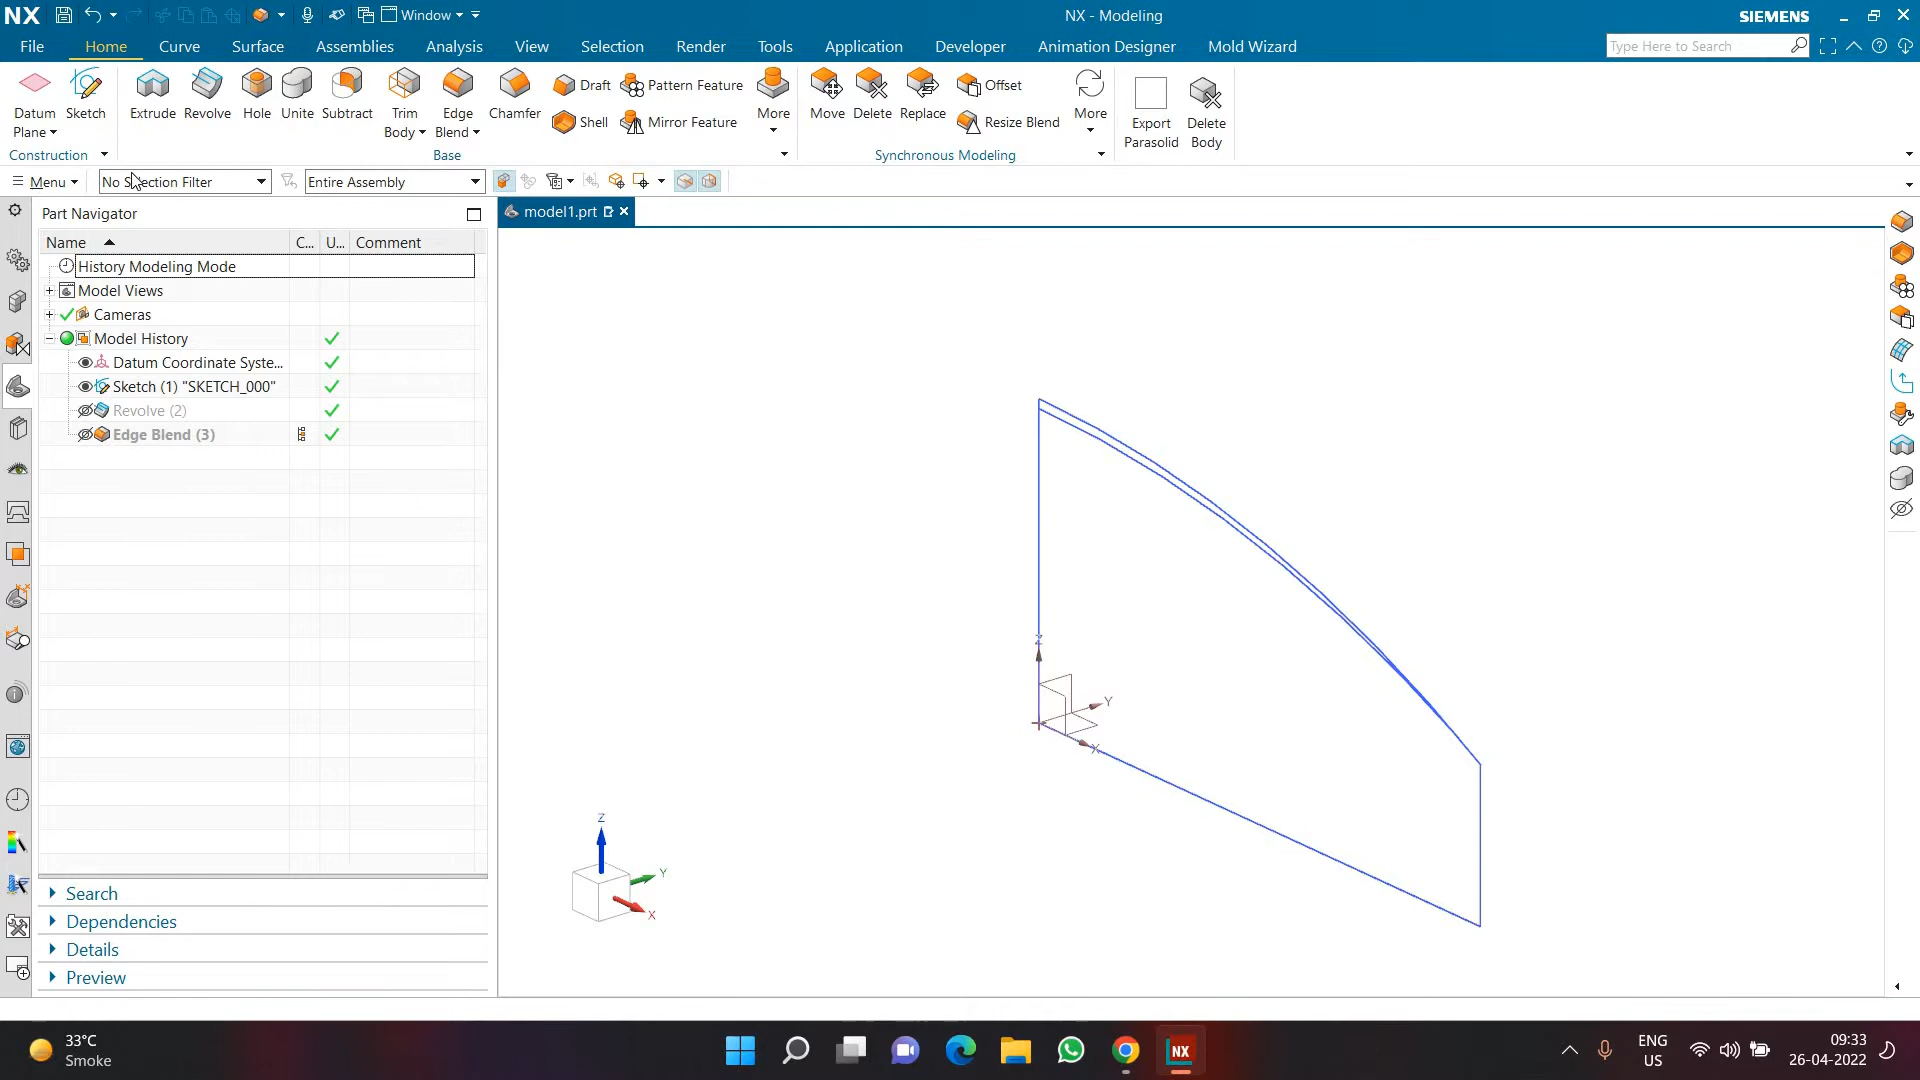 NX
Window
NX - Modeling
SIEMENS
File
Home
Curve
Surface
Assemblies
Analysis
View
Selection
Render
Tools
Application
Developer
Animation Designer
Mold Wizard
Type Here to Search
Datum
Plane
Sketch
Extrude
Revolve
Hole
Unite
Subtract
Trim
Body
Edge
Blend
Chamfer
Draft
Shell
Pattern Feature
Mirror Feature
More
Move
Delete
Replace
Offset
Resize Blend
More
Export
Parasolid
Delete
Body
Construction
Base
Synchronous Modeling
Menu
No Selection Filter
Entire Assembly
Part Navigator
model1.prt
Name
C...
U...
Comment
History Modeling Mode
Model Views
Cameras
Model History
Datum Coordinate Syste...
Sketch (1) "SKETCH_000"
Revolve (2)
Edge Blend (3)
Z
Y
X
Z
Y
X
Search
Dependencies
Details
Preview
33°C
Smoke
NX
ENG
US
09:33
26-04-2022